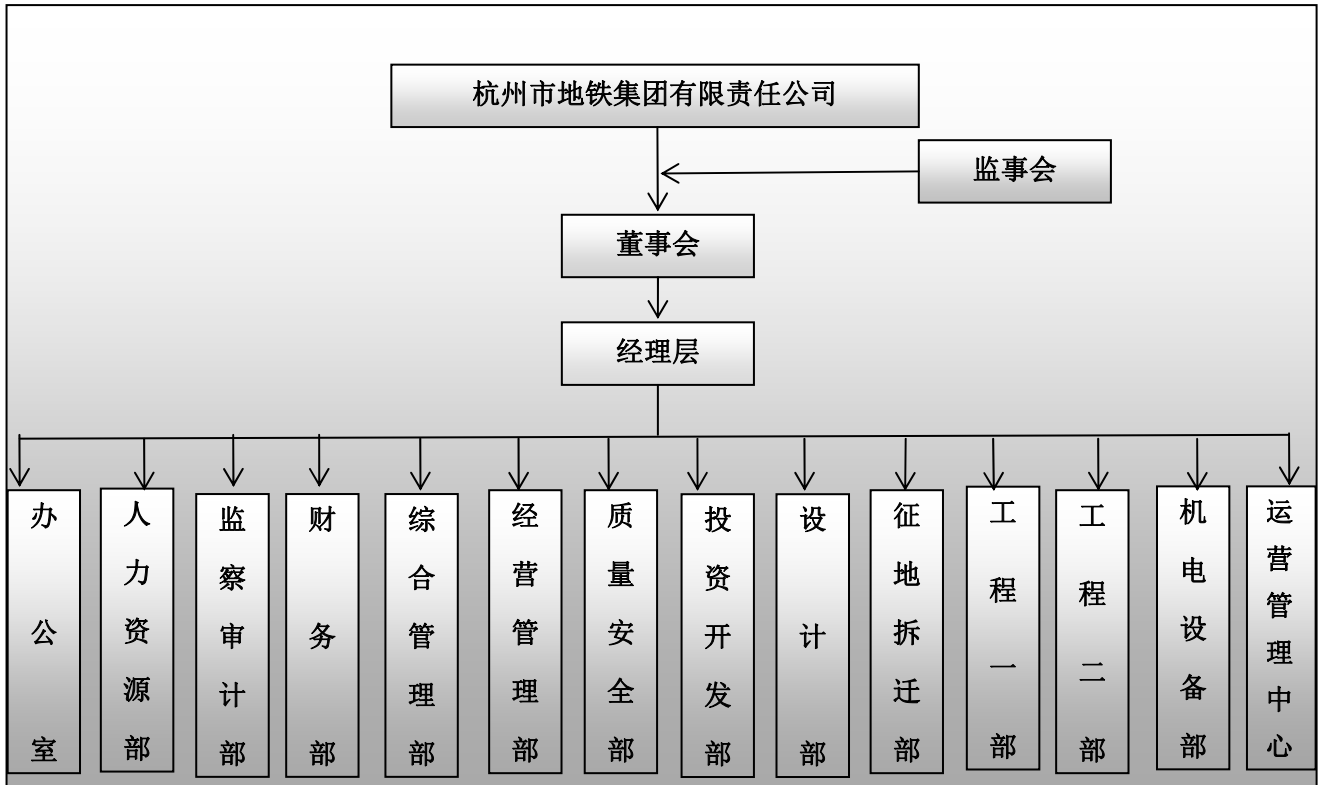 杭州市地铁集团有限责任公司
监事会
董事会
经理层
办公室
人力资源部
监察审计部
财务部
综合管理部
经营管理部
质量安全部
投资开发部
设计部
征地拆迁部
工程一部
工程二部
机电设备部
运营管理中心